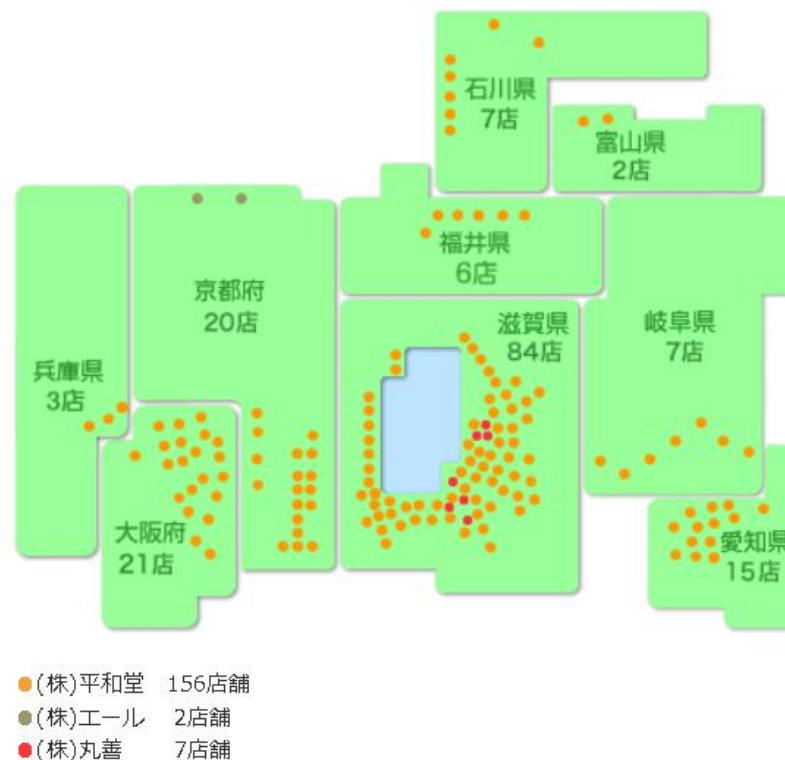 石川県
7店
富山県
2店
福井県
6店
京都府
20店
滋賀県
84店
岐阜県
7店
兵庫県
3店
大阪府
21店
愛知県
15店
(株)平和堂 156店舗
(株)エール 2店舗
(株)丸善 7店舗